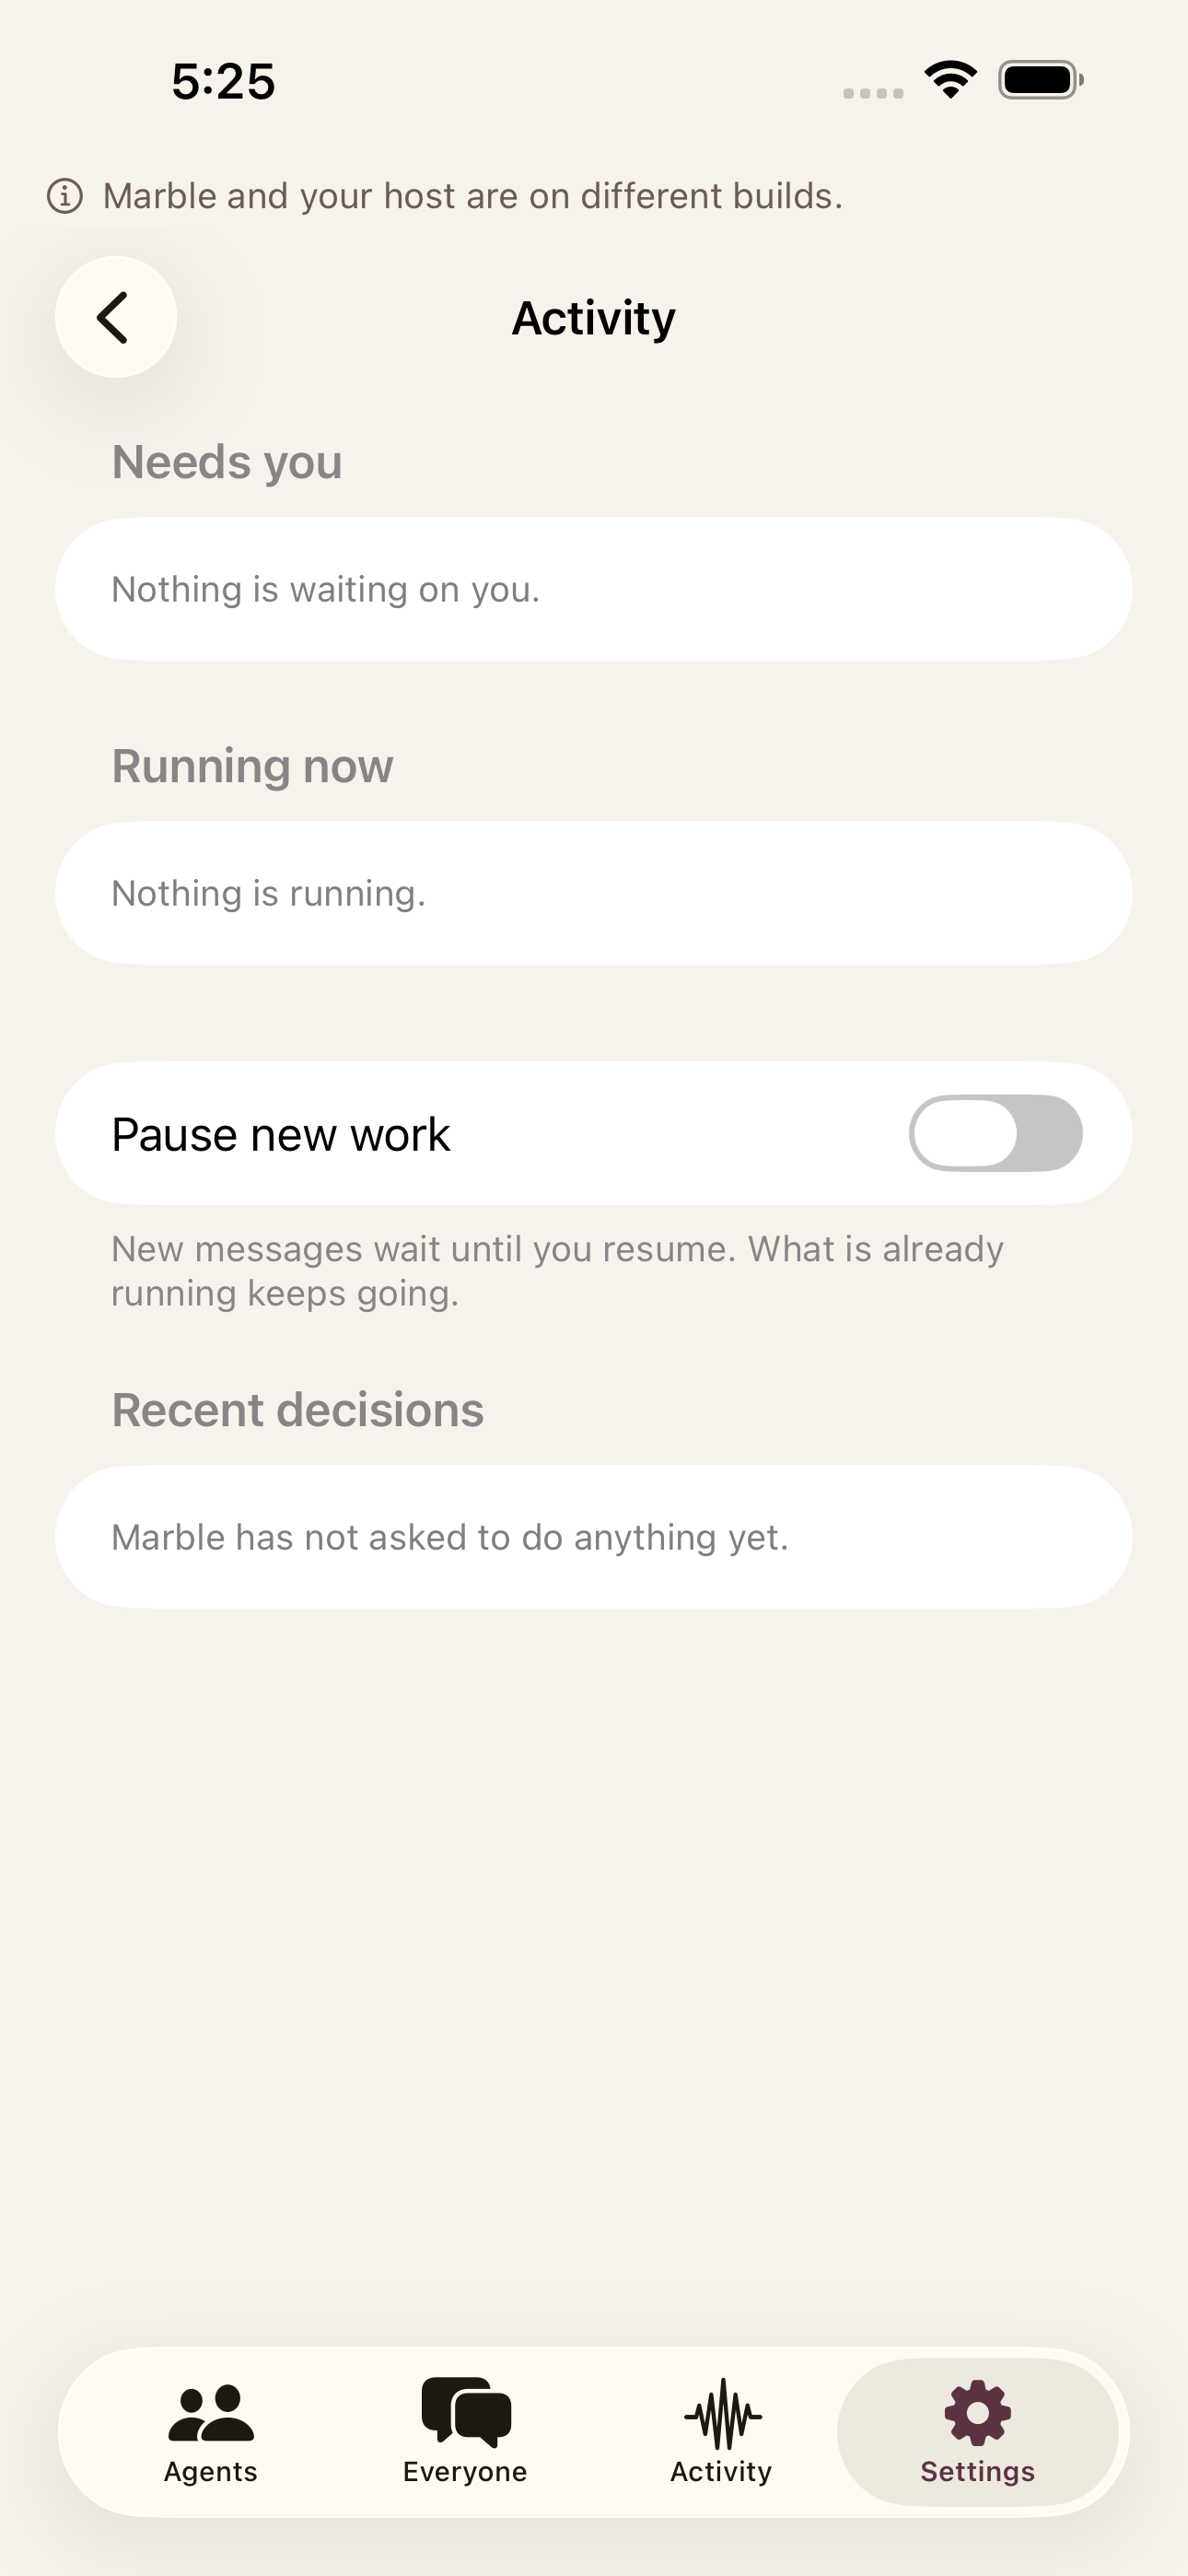 5:25
Marble and your host are on different builds.
Activity
Needs you
Nothing is waiting on you.
Running now
Nothing is running.
Pause new work
New messages wait until you resume. What is already
running keeps going.
Recent decisions
Marble has not asked to do anything yet.
Agents
Everyone
Activity
Settings